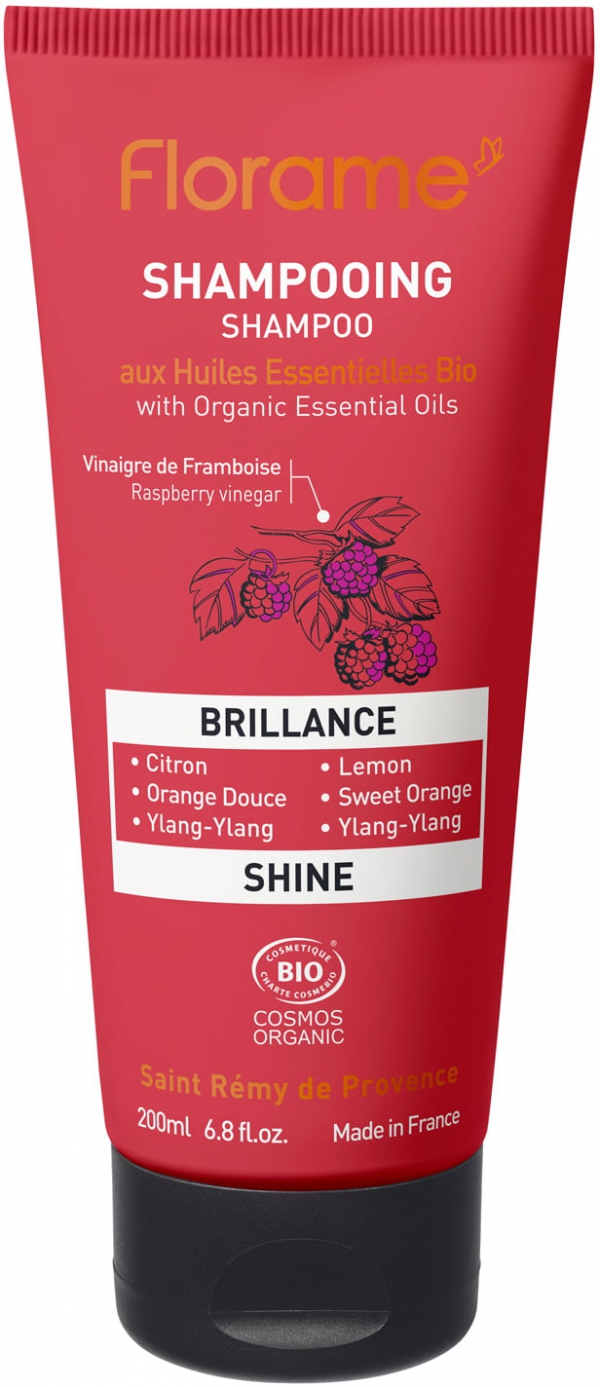 Florame
SHAMPOOING
SHAMPOO
aux Huiles Essentielles Bio
with Organic Essential Oils
Vinaigre de Framboise
Raspberry vinegar
BRILLANCE
• Citron
• Orange Douce
• Ylang-Ylang
• Lemon
• Sweet Orange
• Ylang-Ylang
SHINE
COSMETIQUE
BIO
CHARTE COSMEBIO
®
COSMOS
ORGANIC
Saint Rémy de Provence
200ml 6.8 fl.oz. Made in France